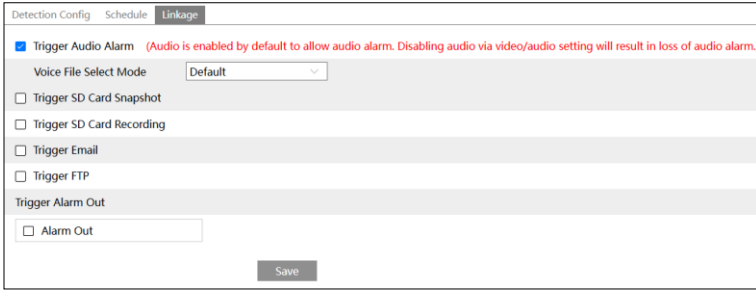 Detection Config Schedule Linkage
Trigger Audio Alarm (Audio is enabled by default to allow audio alarm. Disabling audio via video/audio setting will result in loss of audio alarm.
Voice File Select Mode Default
Trigger SD Card Snapshot
Trigger SD Card Recording
Trigger Email
Trigger FTP
Trigger Alarm Out
Alarm Out
Save